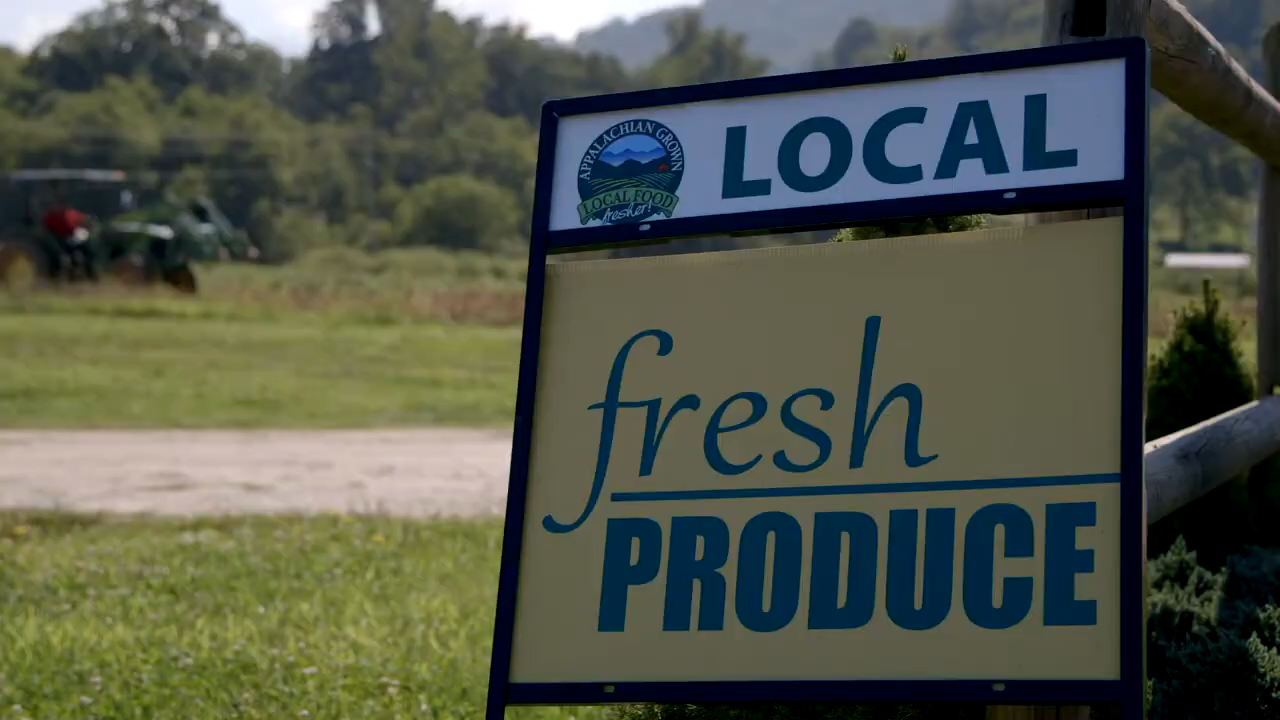 APPALACHIAN GROWN
LOCAL FOOD
fresher!
LOCAL
fresh
PRODUCE